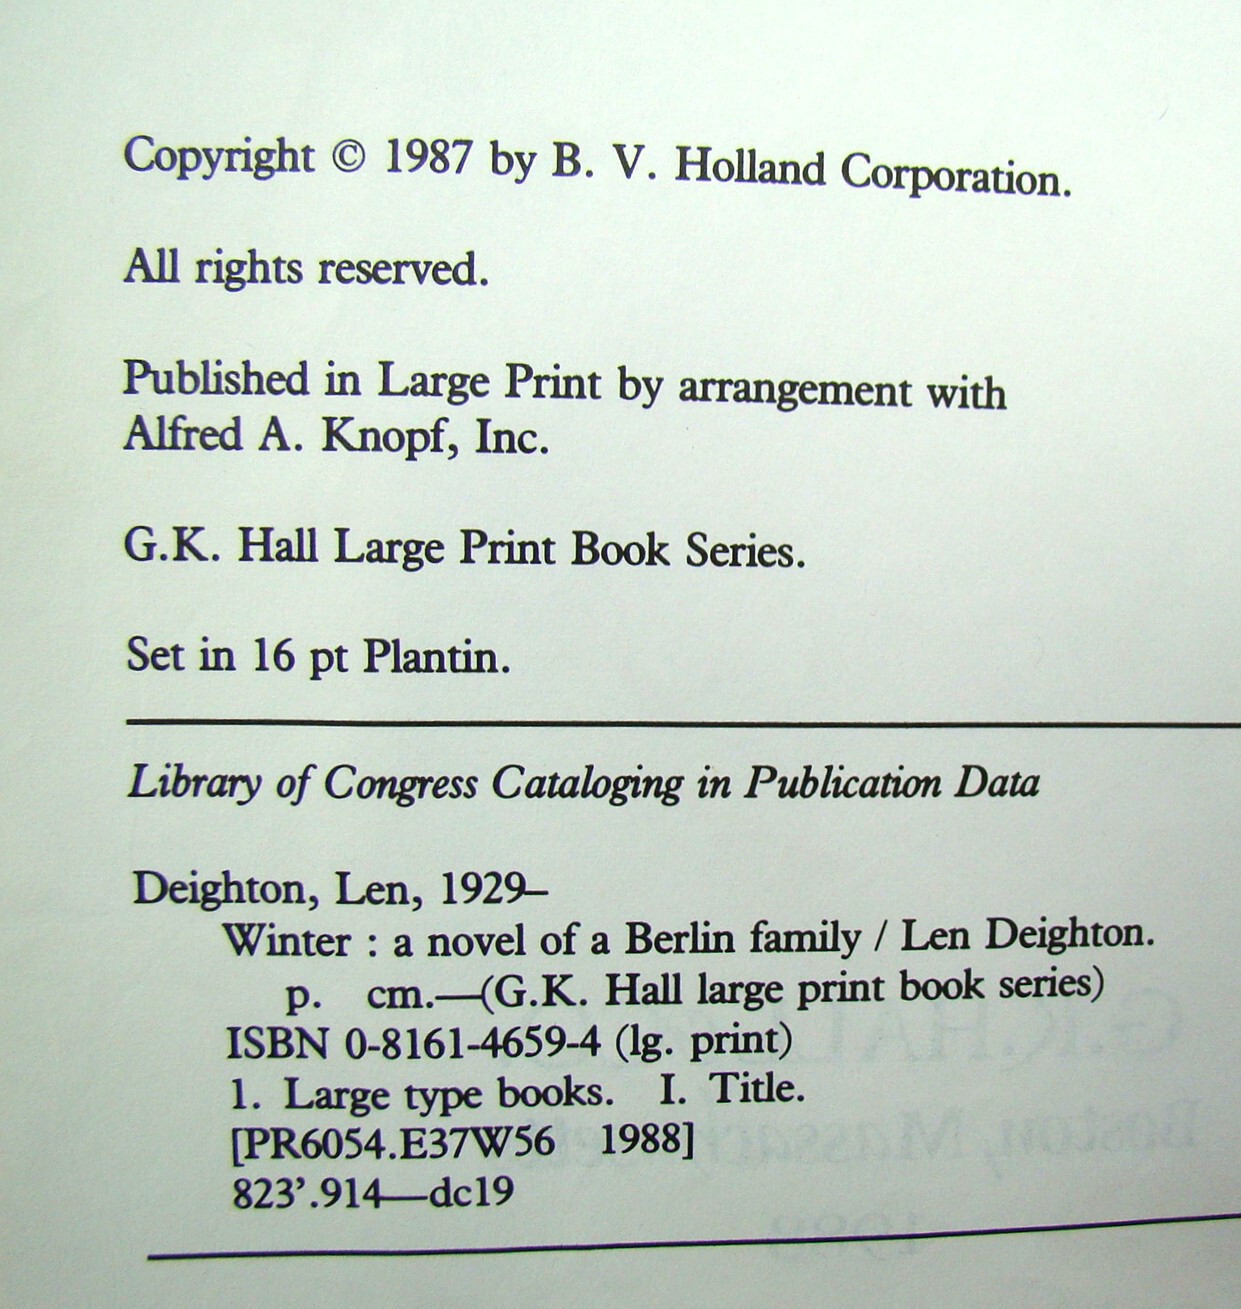 Copyright © 1987 by B. V. Holland Corporation.
All rights reserved.
Published in Large Print by arrangement with
Alfred A. Knopf, Inc.
G.K. Hall Large Print Book Series.
Set in 16 pt Plantin.
Library of Congress Cataloging in Publication Data
Deighton, Len, 1929–
Winter : a novel of a Berlin family / Len Deighton.
p. cm.—(G.K. Hall large print book series)
ISBN 0-8161-4659-4 (lg. print)
1. Large type books. I. Title.
[PR6054.E37W56 1988]
823'.914—dc19